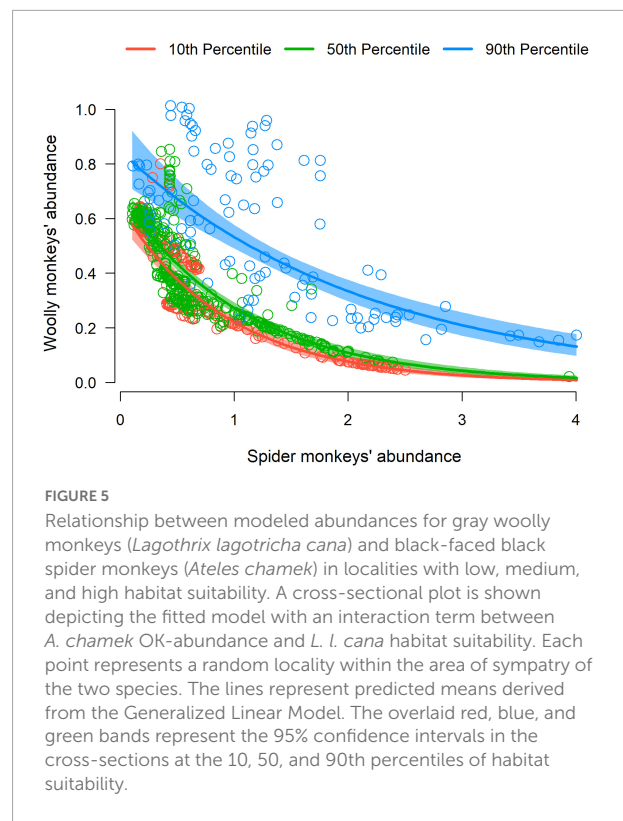 10th Percentile 50th Percentile 90th Percentile
1.0
0.8
0.6
0.4
0.2
0.0
Woolly monkeys' abundance
0 1 2 3 4
Spider monkeys' abundance
FIGURE 5
Relationship between modeled abundances for gray woolly
monkeys (Lagothrix lagotricha cana) and black-faced black
spider monkeys (Ateles chamek) in localities with low, medium,
and high habitat suitability. A cross-sectional plot is shown
depicting the fitted model with an interaction term between
A. chamek OK-abundance and L. l. cana habitat suitability. Each
point represents a random locality within the area of sympatry of
the two species. The lines represent predicted means derived
from the Generalized Linear Model. The overlaid red, blue, and
green bands represent the 95% confidence intervals in the
cross-sections at the 10, 50, and 90th percentiles of habitat
suitability.